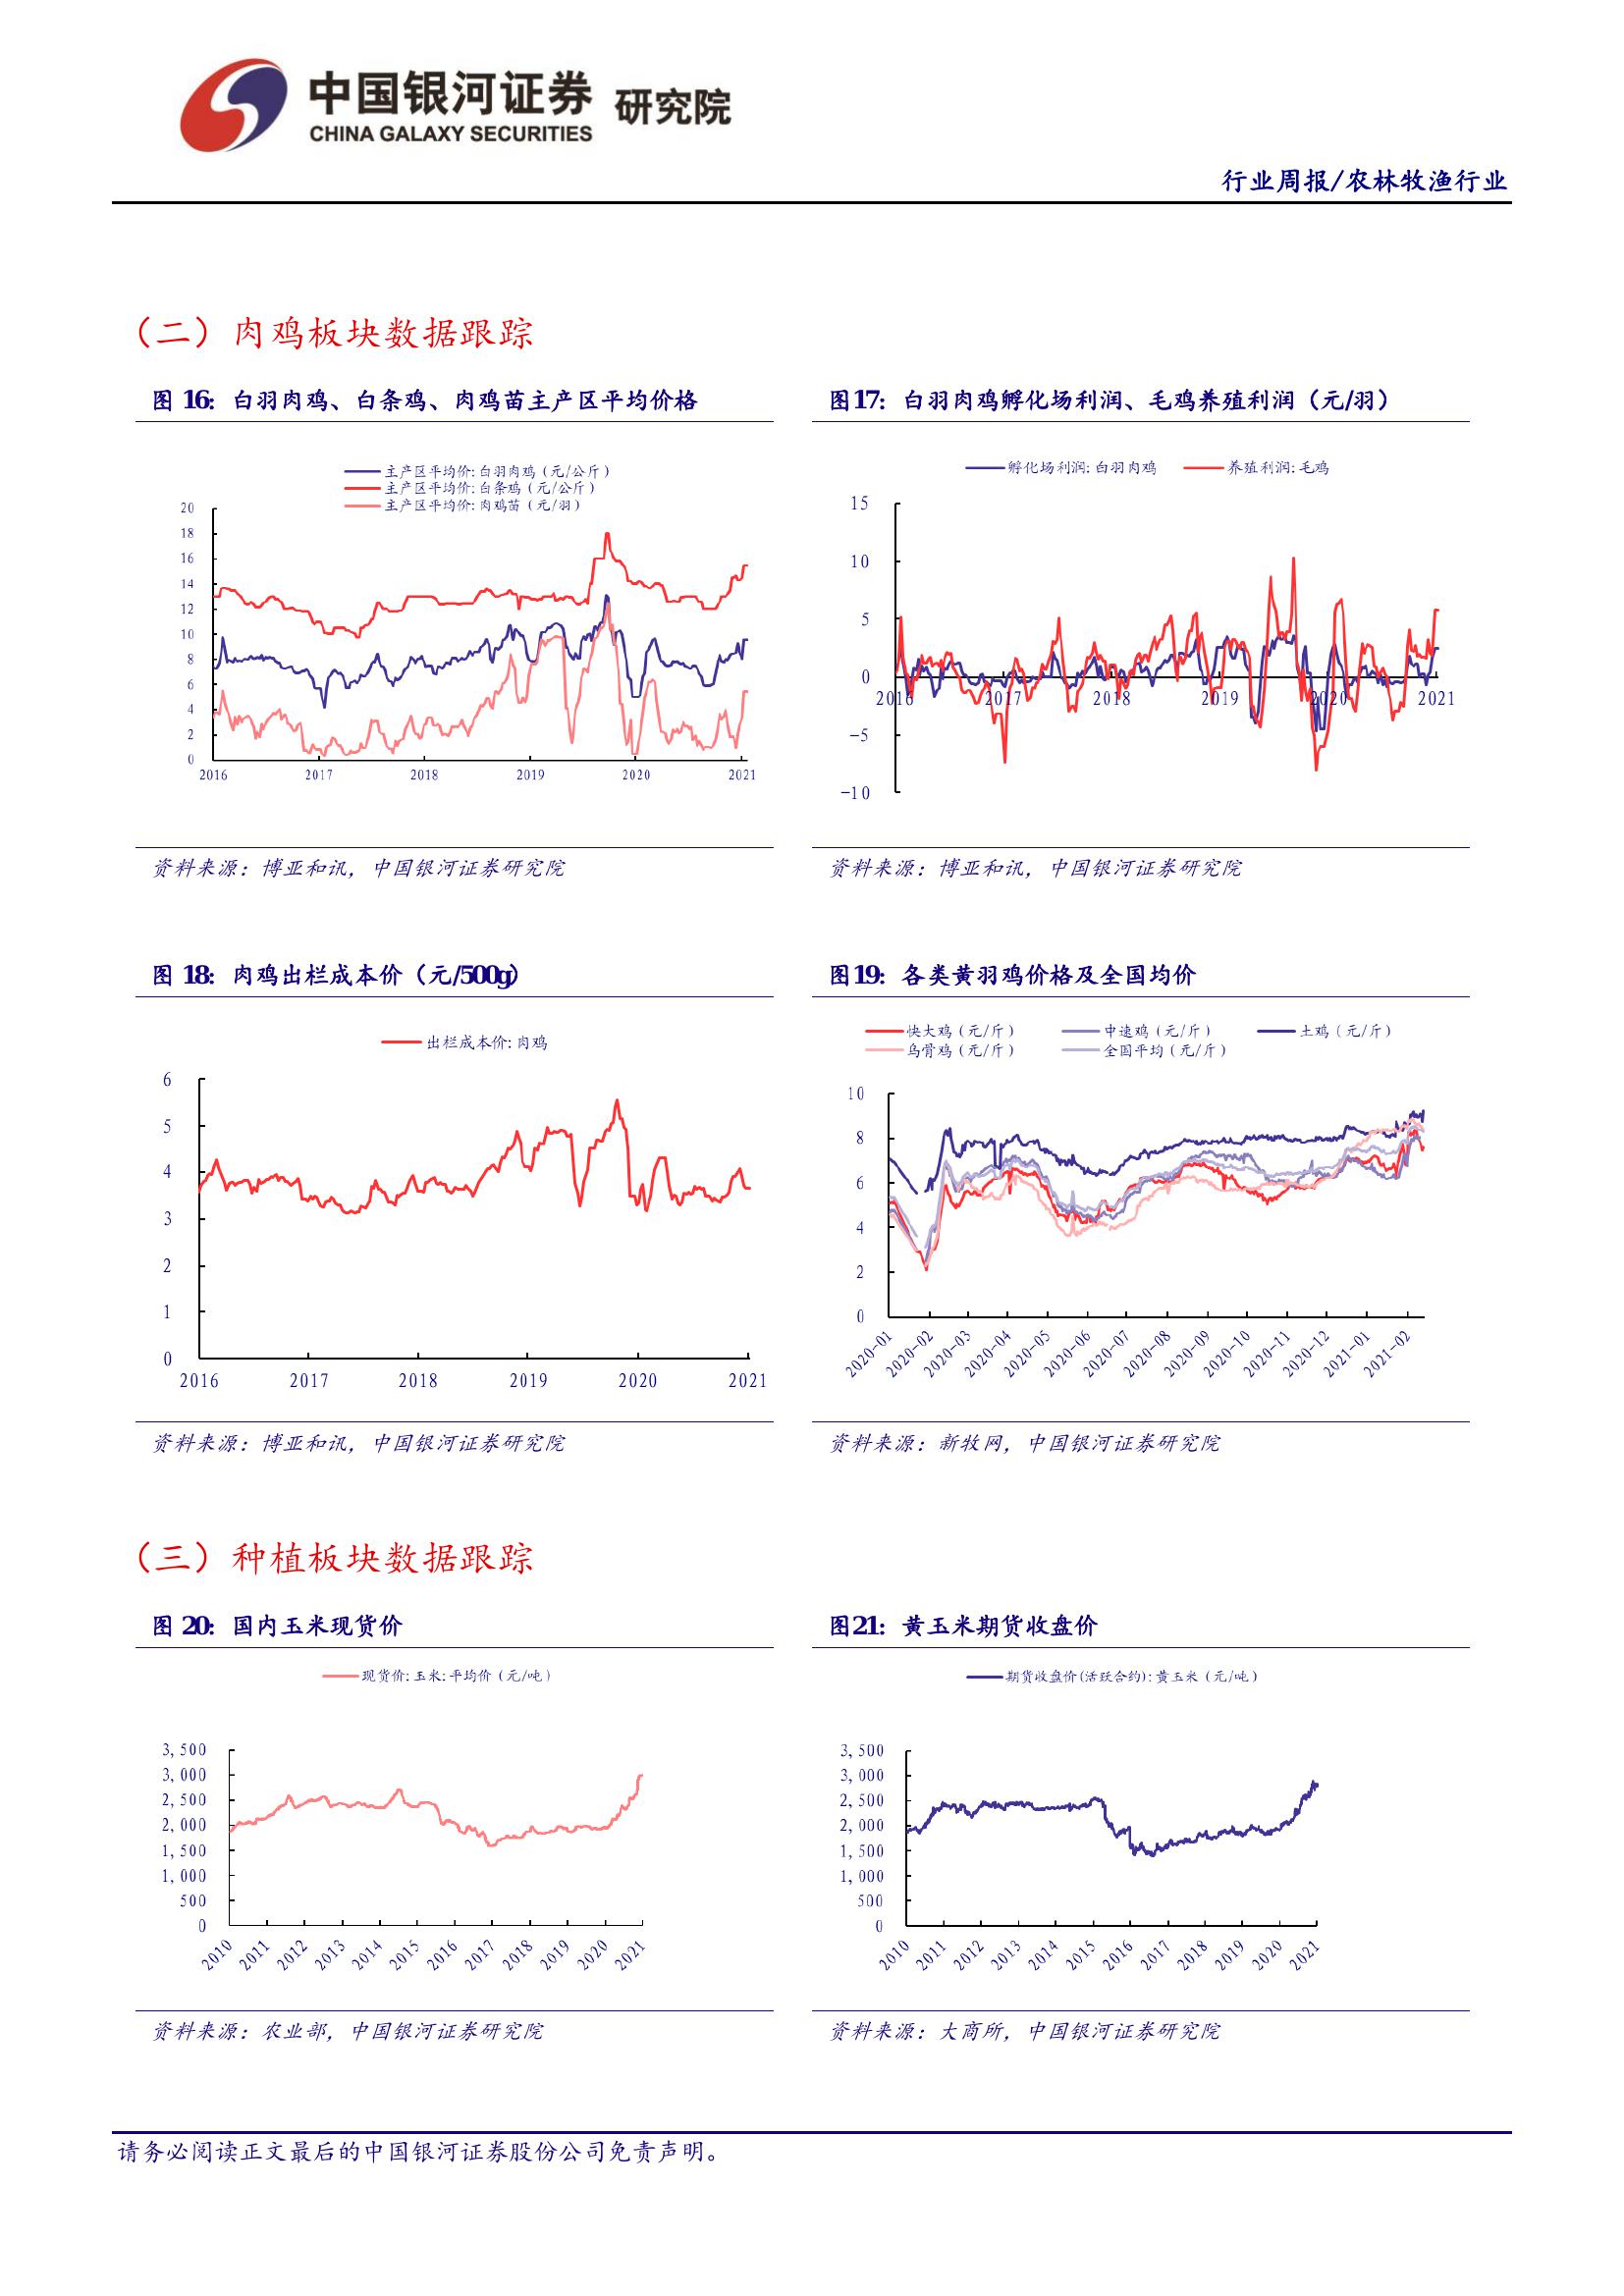 中国银河证券 研究院
CHINA GALAXY SECURITIES
行业周报/农林牧渔行业
（二）肉鸡板块数据跟踪
图 16: 白羽肉鸡、白条鸡、肉鸡苗主产区平均价格
主产区平均价:白羽肉鸡（元/公斤）
主产区平均价:白条鸡（元/公斤）
主产区平均价:肉鸡苗（元/羽）
20
18
16
14
12
10
8
6
4
2
0
2016 2017 2018 2019 2020 2021
资料来源：博亚和讯，中国银河证券研究院
图17: 白羽肉鸡孵化场利润、毛鸡养殖利润（元/羽）
孵化场利润:白羽肉鸡 养殖利润:毛鸡
15
10
5
0
2016 2017 2018 2019 2020 2021
-5
-10
资料来源：博亚和讯，中国银河证券研究院
图 18: 肉鸡出栏成本价（元/500g）
出栏成本价:肉鸡
6
5
4
3
2
1
0
2016 2017 2018 2019 2020 2021
资料来源：博亚和讯，中国银河证券研究院
图19: 各类黄羽鸡价格及全国均价
快大鸡（元/斤） 中速鸡（元/斤） 土鸡（元/斤）
乌骨鸡（元/斤） 全国平均（元/斤）
10
8
6
4
2
0
2020-01 2020-02 2020-03 2020-04 2020-05 2020-06 2020-07 2020-08 2020-09 2020-10 2020-11 2020-12 2021-01 2021-02
资料来源：新牧网，中国银河证券研究院
（三）种植板块数据跟踪
图 20: 国内玉米现货价
现货价:玉米:平均价（元/吨）
3,500
3,000
2,500
2,000
1,500
1,000
500
0
2010 2011 2012 2013 2014 2015 2016 2017 2018 2019 2020 2021
资料来源：农业部，中国银河证券研究院
图21: 黄玉米期货收盘价
期货收盘价(活跃合约):黄玉米（元/吨）
3,500
3,000
2,500
2,000
1,500
1,000
500
0
2010 2011 2012 2013 2014 2015 2016 2017 2018 2019 2020 2021
资料来源：大商所，中国银河证券研究院
请务必阅读正文最后的中国银河证券股份公司免责声明。